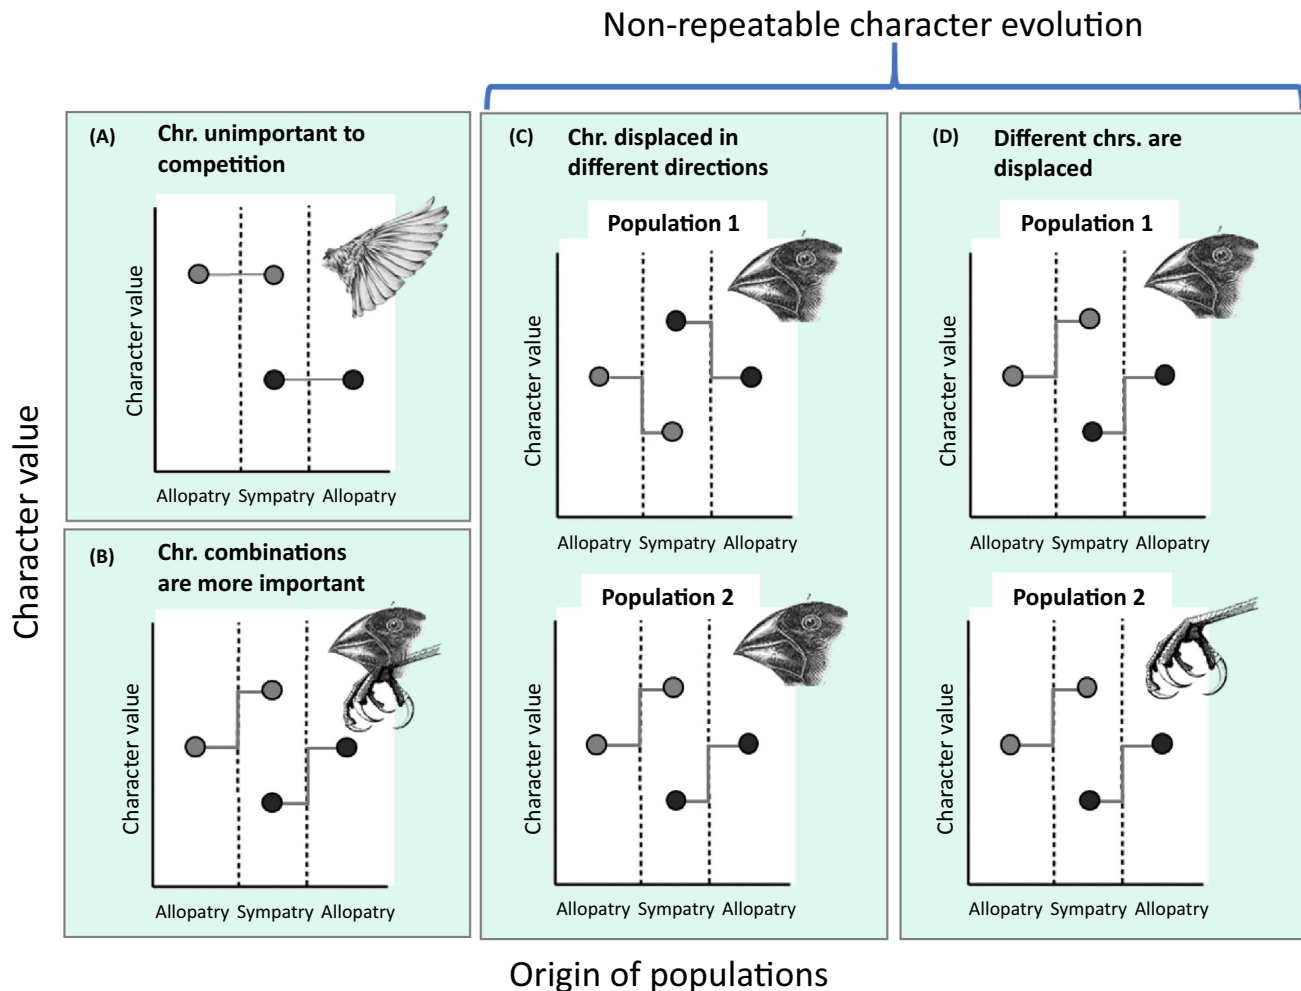 Non-repeatable character evolution
(A) Chr. unimportant to
competition
Character value
Allopatry Sympatry Allopatry
(B) Chr. combinations
are more important
Character value
Allopatry Sympatry Allopatry
(C) Chr. displaced in
different directions
Population 1
Character value
Allopatry Sympatry Allopatry
Population 2
Character value
Allopatry Sympatry Allopatry
(D) Different chrs. are
displaced
Population 1
Character value
Allopatry Sympatry Allopatry
Population 2
Character value
Allopatry Sympatry Allopatry
Character value
Origin of populations